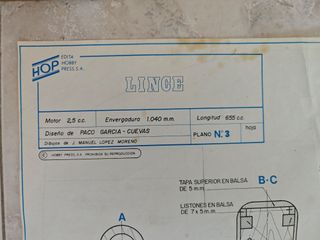 HOP
EDITA
HOBBY
PRESS, S.A.
LINCE
Motor 2,5 c.c. Envergadura 1.040 m.m. Longitud 655 c.c.
Diseño de PACO GARCIA-CUEVAS
PLANO Nº 3 hoja
Dibujos de J. MANUEL LOPEZ MORENO
© HOBBY PRESS, S.A. PROHIBIDA SU REPRODUCCION
B-C
TAPA SUPERIOR EN BALSA
DE 5 m.m.
LISTONES EN BALSA
DE 7 x 5 m.m.
A